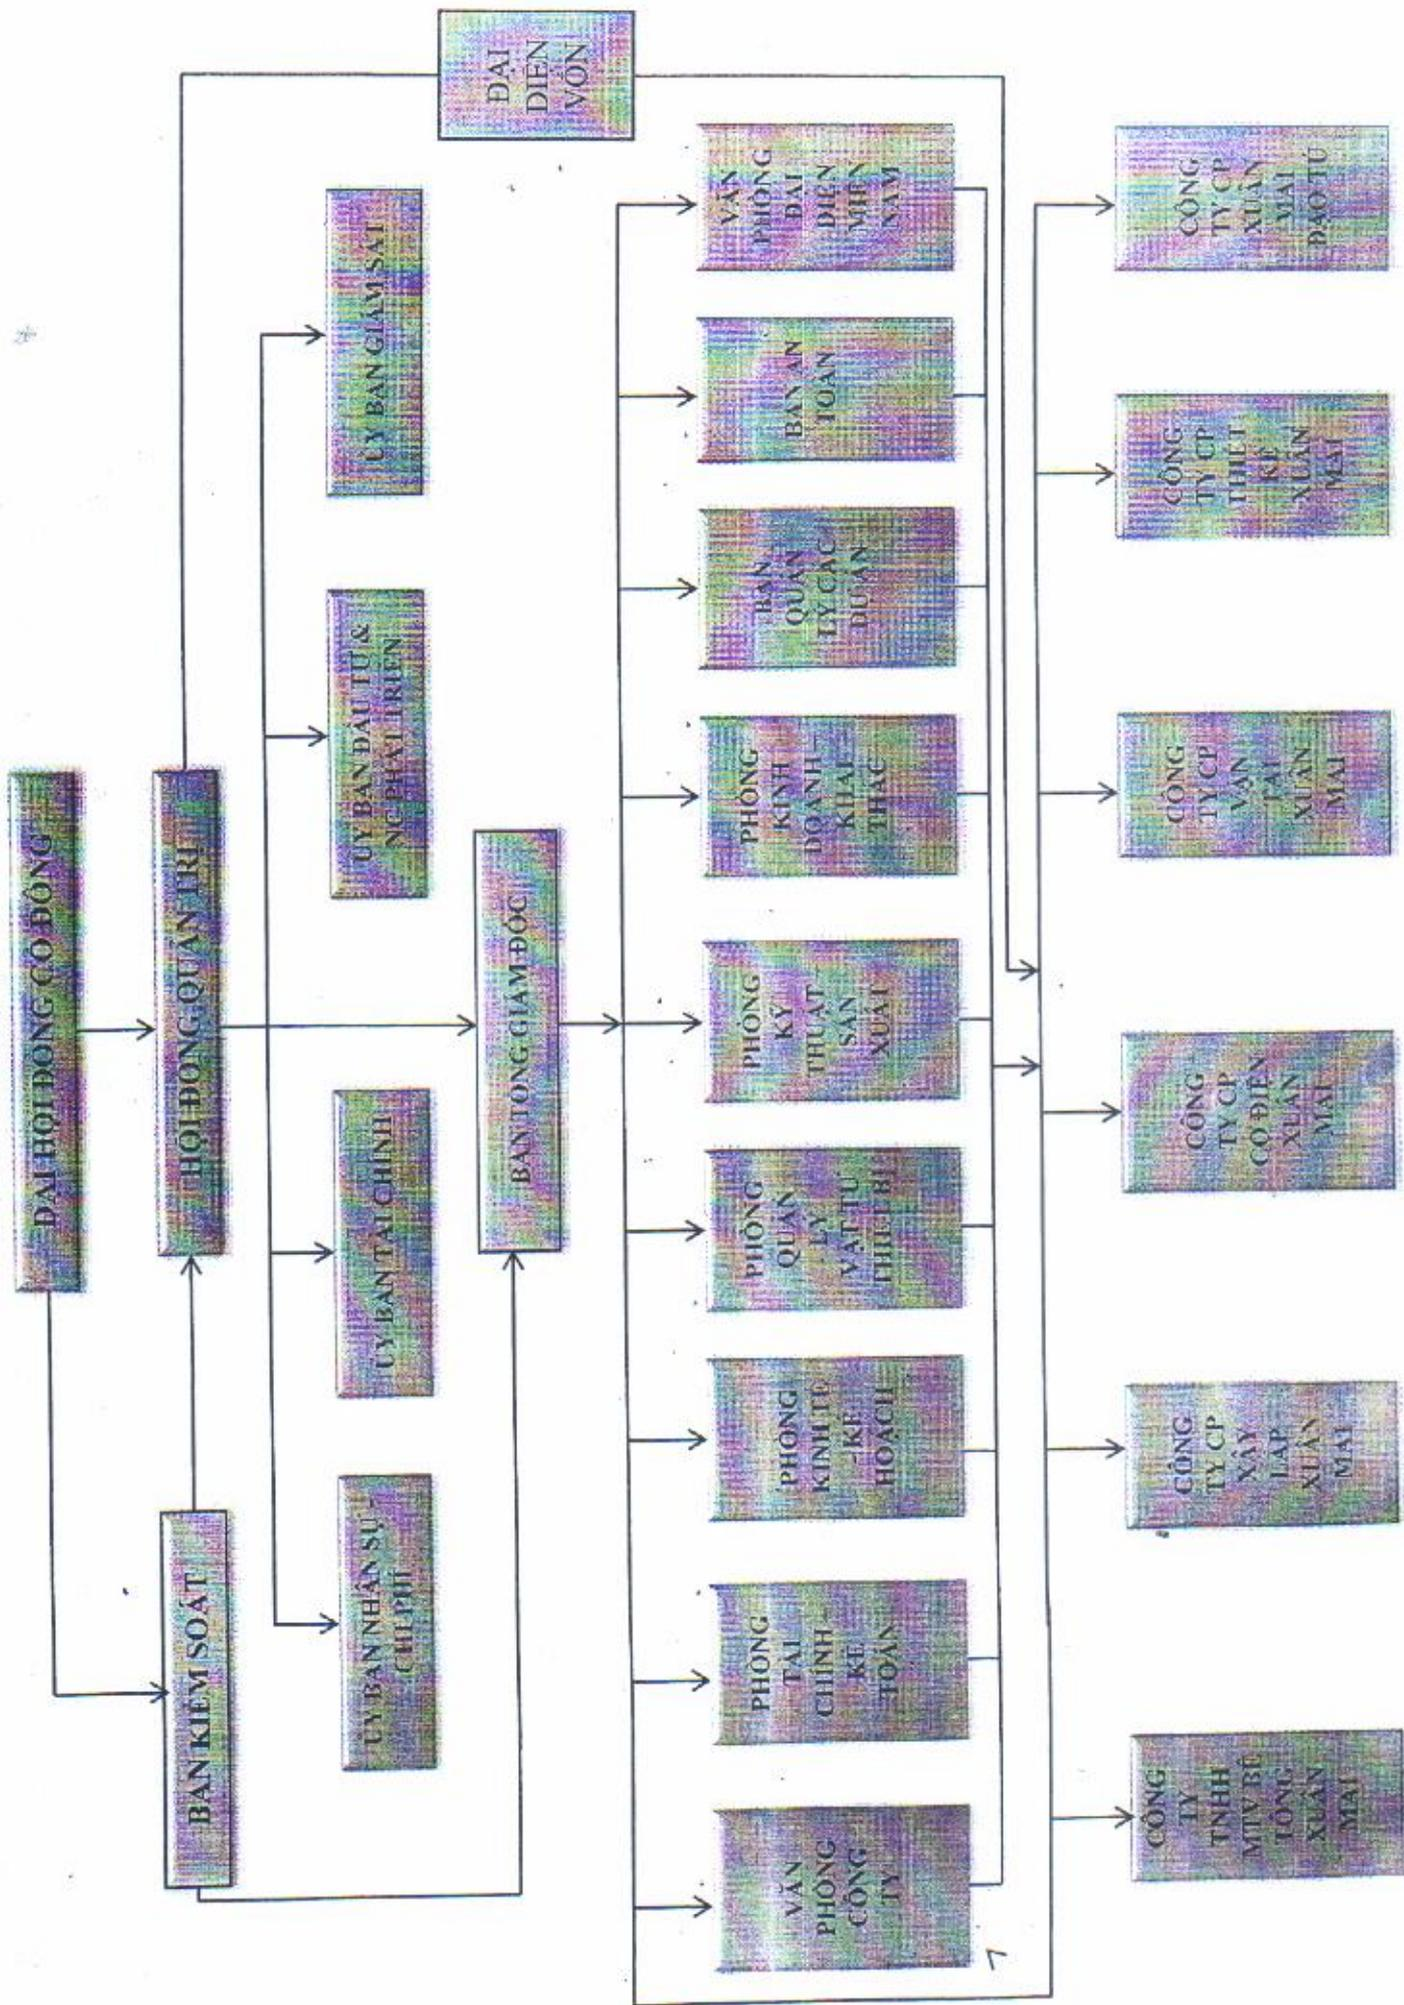 ĐẠI HỘI ĐỒNG CỔ ĐÔNG
BAN KIỂM SOÁT
HỘI ĐỒNG QUẢN TRỊ
ỦY BAN NHÂN SỰ -
CHI PHÍ
ỦY BAN TÀI CHÍNH
ỦY BAN ĐẦU TƯ &
NC PHÁT TRIỂN
ỦY BAN GIÁM SÁT
ĐẠI
DIỆN
VỐN
BAN TỔNG GIÁM ĐỐC
VĂN
PHÒNG
CÔNG
TY
PHÒNG
TÀI
CHÍNH –
KẾ
TOÁN
PHÒNG
KINH TẾ
– KẾ
HOẠCH
PHÒNG
QUẢN
LÝ
VẬT TƯ
THIẾT BỊ
PHÒNG
KỸ
THUẬT –
SẢN
XUẤT
PHÒNG
KINH
DOANH –
KHAI
THÁC
BAN
QUẢN
LÝ CÁC
DỰ ÁN
BAN AN
TOÀN
VĂN
PHÒNG
ĐẠI
DIỆN
MIỀN
NAM
CÔNG
TY
TNHH
MTV BÊ
TÔNG
XUÂN
MAI
CÔNG
TY CP
XÂY
LẮP
XUÂN
MAI
CÔNG
TY CP
CƠ ĐIỆN
XUÂN
MAI
CÔNG
TY CP
VẬN
TẢI
XUÂN
MAI
CÔNG
TY CP
THIẾT
KẾ
XUÂN
MAI
CÔNG
TY CP
XUÂN
MAI
ĐẠO TÚ